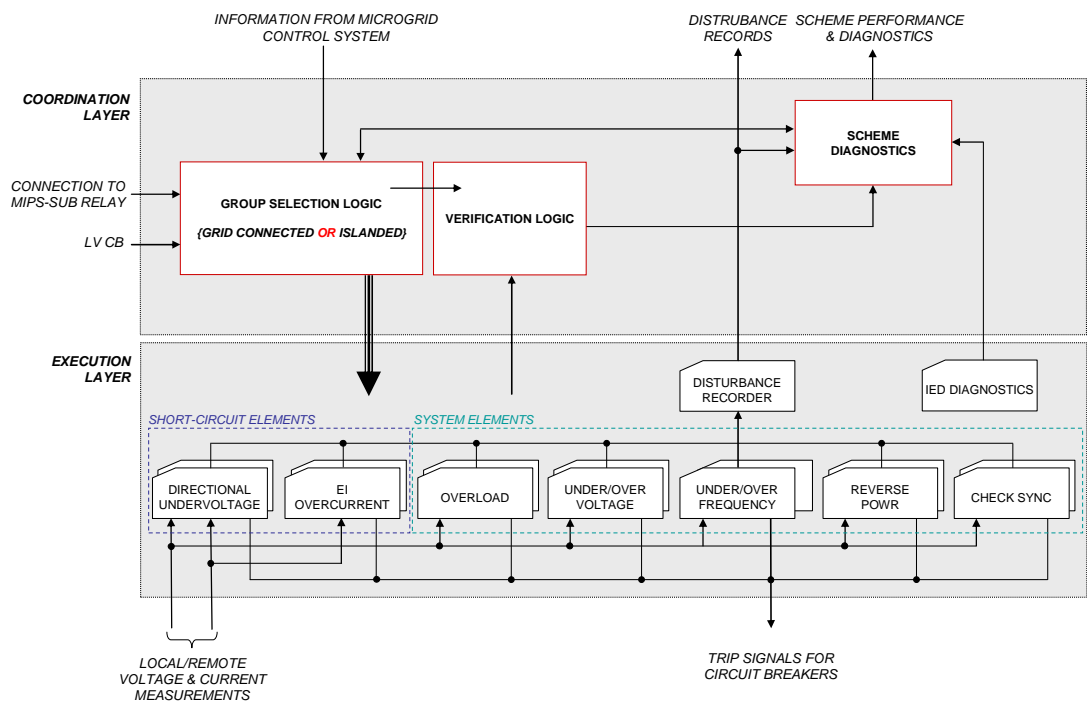 INFORMATION FROM MICROGRID
CONTROL SYSTEM
DISTRUBANCE
RECORDS
SCHEME PERFORMANCE
& DIAGNOSTICS
COORDINATION
LAYER
SCHEME
DIAGNOSTICS
CONNECTION TO
MIPS-SUB RELAY
LV CB
GROUP SELECTION LOGIC
{GRID CONNECTED OR ISLANDED}
VERIFICATION LOGIC
EXECUTION
LAYER
DISTURBANCE
RECORDER
IED DIAGNOSTICS
SHORT-CIRCUIT ELEMENTS
SYSTEM ELEMENTS
DIRECTIONAL
UNDERVOLTAGE
EI
OVERCURRENT
OVERLOAD
UNDER/OVER
VOLTAGE
UNDER/OVER
FREQUENCY
REVERSE
POWR
CHECK SYNC
LOCAL/REMOTE
VOLTAGE & CURRENT
MEASUREMENTS
TRIP SIGNALS FOR
CIRCUIT BREAKERS